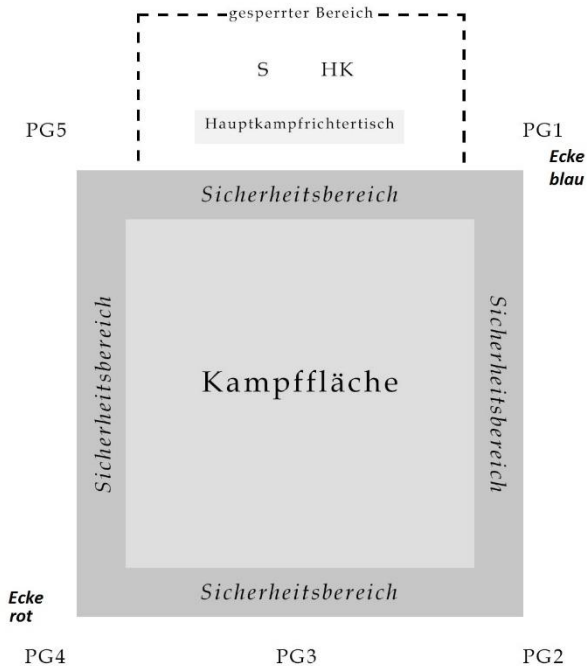 gesperrter Bereich
S HK
Hauptkampfrichtertisch
PG5 PG1
Ecke
blau
Sicherheitsbereich
Sicherheitsbereich
Kampffläche
Sicherheitsbereich
Sicherheitsbereich
Ecke
rot
PG4 PG3 PG2